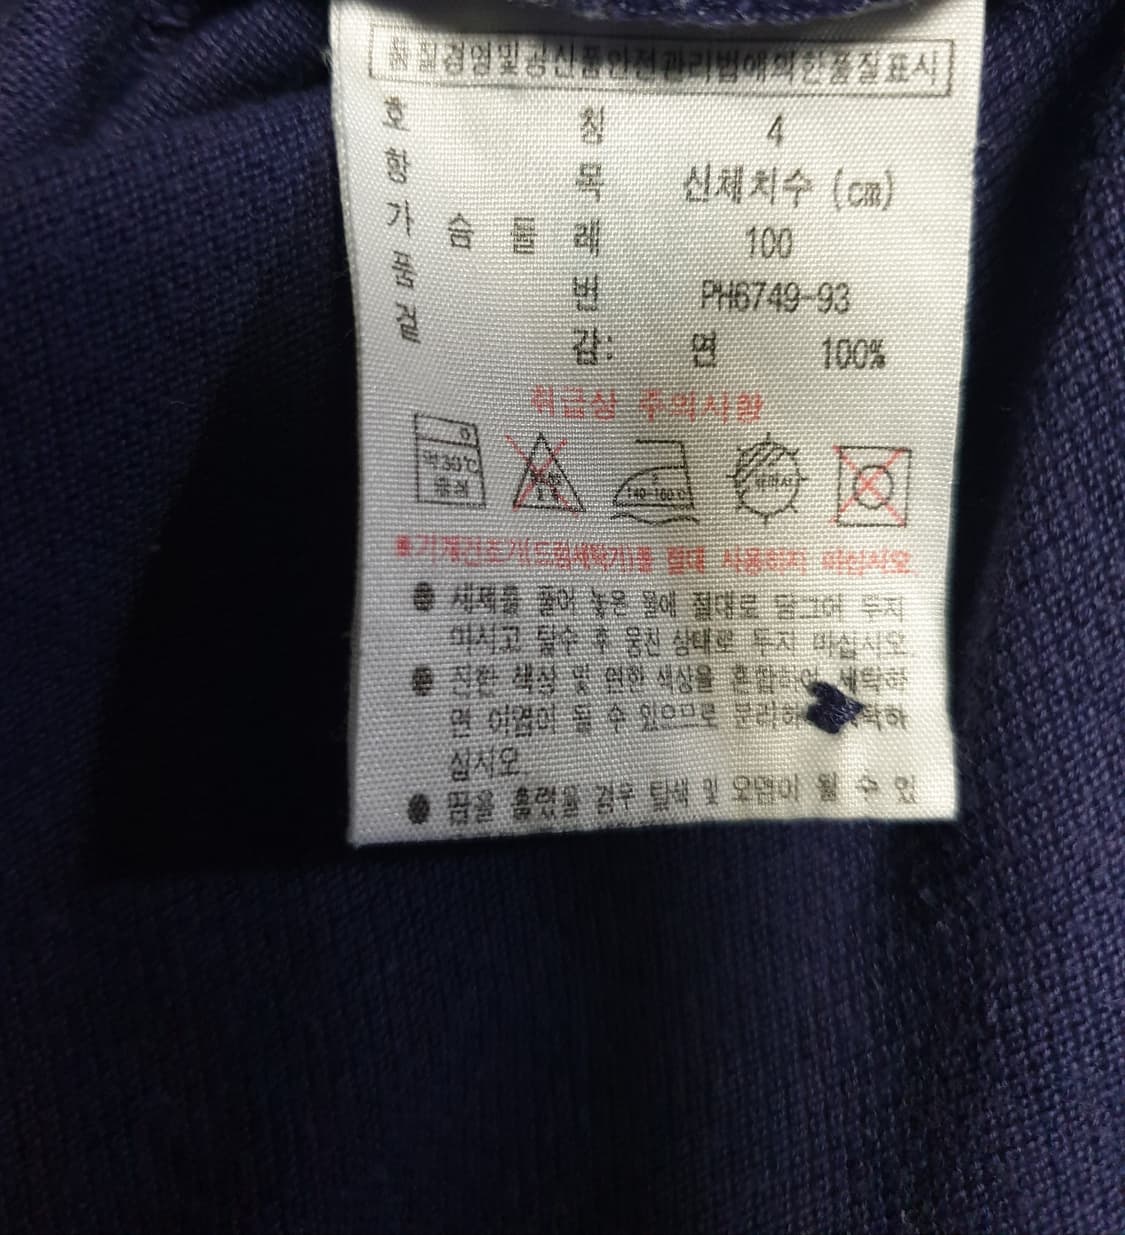 품질경영및공산품안전관리법에의한품질표시
호 칭 4
항 목 신체치수 (cm)
가 슴 둘 레 100
품 번 PH6749-93
겉 감: 면 100%
취급상 주의사항
약30℃
중성
140~160℃
※기계건조기(드럼세탁기)를 절대 사용하지 마십시오.
● 세제를 풀어 놓은 물에 절대로 담그어 두지
마시고 탈수 후 뭉친 상태로 두지 마십시오.
● 진한 색상 및 연한 색상을 혼합하여 세탁하
면 이염이 될 수 있으므로 분리하 탁하
십시오.
● 땀을 흘렸을 경우 탈색 및 오염이 될 수 있